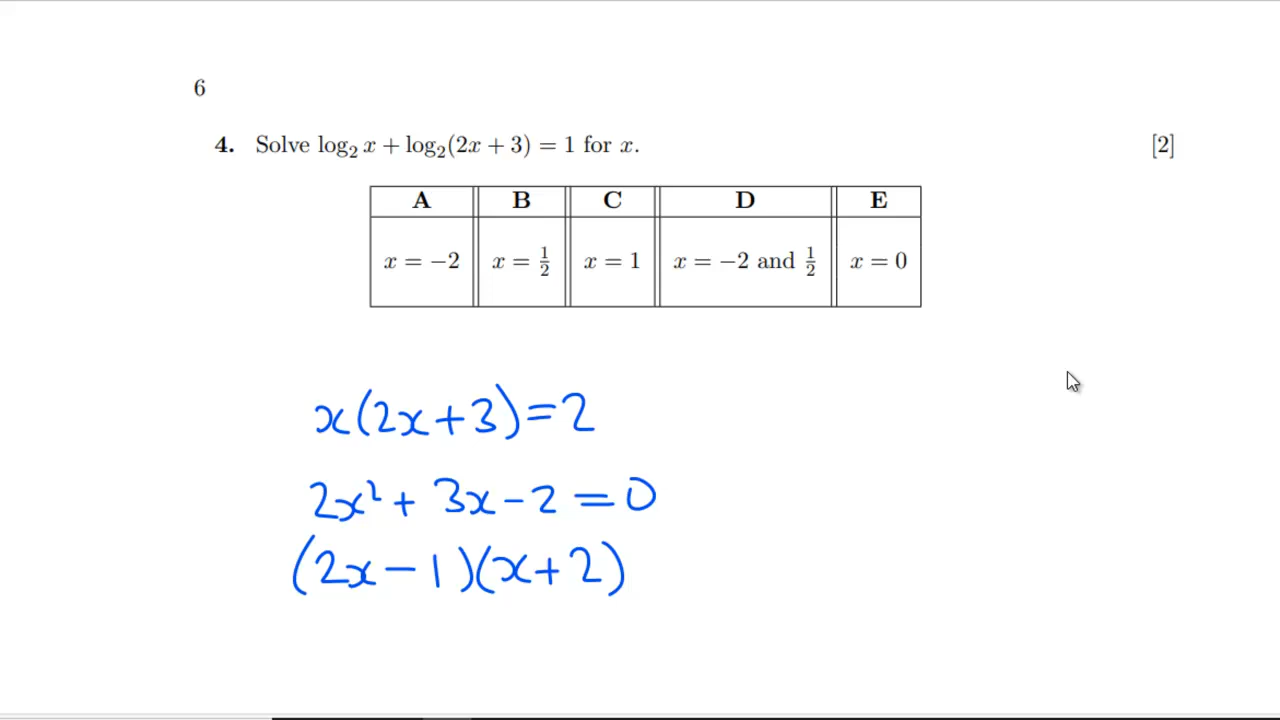 6
4. Solve log₂ x + log₂(2x + 3) = 1 for x. [2]
A B C D E
x = −2 x = 1/2 x = 1 x = −2 and 1/2 x = 0
x(2x+3)=2
2x² + 3x − 2 = 0
(2x − 1)(x + 2)